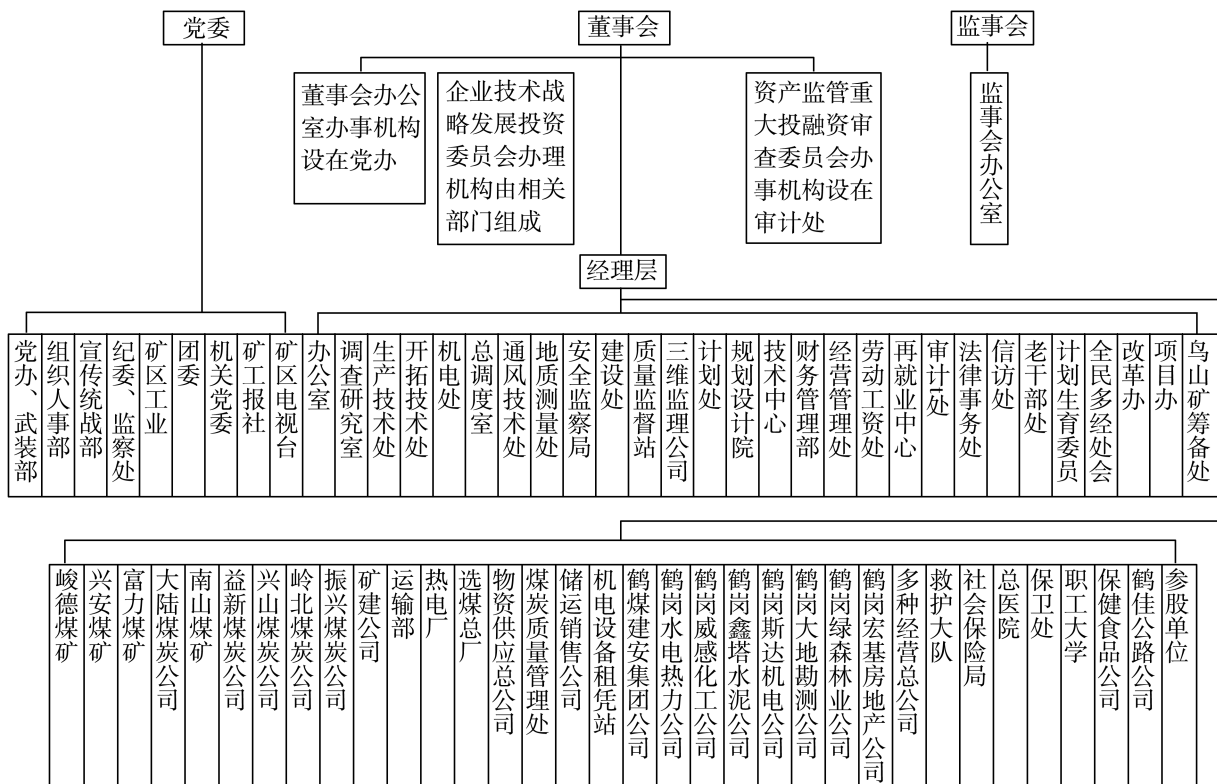 党委
董事会
监事会
董事会办公
室办事机构
设在党办
企业技术战
略发展投资
委员会办理
机构由相关
部门组成
资产监管重
大投融资审
查委员会办
事机构设在
审计处
监事会办公室
经理层
党办、武装部
组织人事部
宣传统战部
纪委、监察处
矿区工业
团委
机关党委
矿工报社
矿区电视台
办公室
调查研究室
生产技术处
开拓技术处
机电处
总调度室
通风技术处
地质测量处
安全监察局
建设处
质量监督站
三维监理公司
计划处
规划设计院
技术中心
财务管理部
经营管理处
劳动工资处
再就业中心
审计处
法律事务处
信访处
老干部处
计划生育委员
全民多经处会
改革办
项目办
鸟山矿筹备处
峻德煤矿
兴安煤矿
富力煤矿
大陆煤炭公司
南山煤矿
益新煤炭公司
兴山煤炭公司
岭北煤炭公司
振兴煤炭公司
矿建公司
运输部
热电厂
选煤总厂
物资供应总公司
煤炭质量管理处
储运销售公司
机电设备租凭站
鹤煤建安集团公司
鹤岗水电热力公司
鹤岗威感化工公司
鹤岗鑫塔水泥公司
鹤岗斯达机电公司
鹤岗大地勘测公司
鹤岗绿森林业公司
鹤岗宏基房地产公司
多种经营总公司
救护大队
社会保险局
总医院
保卫处
职工大学
保健食品公司
鹤佳公路公司
参股单位